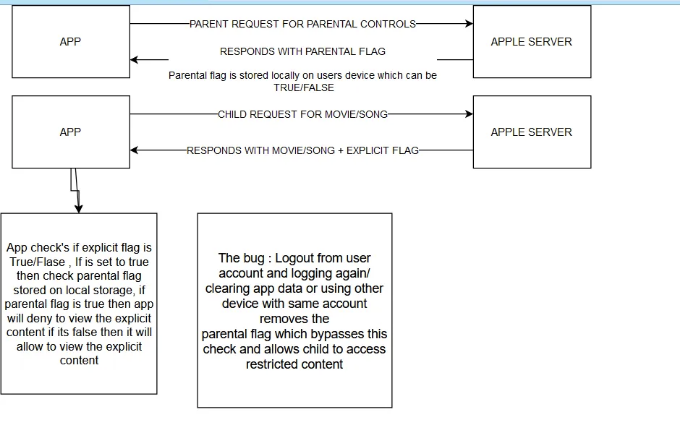 APP
PARENT REQUEST FOR PARENTAL CONTROLS
RESPONDS WITH PARENTAL FLAG
Parental flag is stored locally on users device which can be
TRUE/FALSE
APPLE SERVER
APP
CHILD REQUEST FOR MOVIE/SONG
RESPONDS WITH MOVIE/SONG + EXPLICIT FLAG
APPLE SERVER
App check's if explicit flag is
True/Flase , If is set to true
then check parental flag
stored on local storage, if
parental flag is true then app
will deny to view the explicit
content if its false then it will
allow to view the explicit
content
The bug : Logout from user
account and logging again/
clearing app data or using other
device with same account
removes the
parental flag which bypasses this
check and allows child to access
restricted content